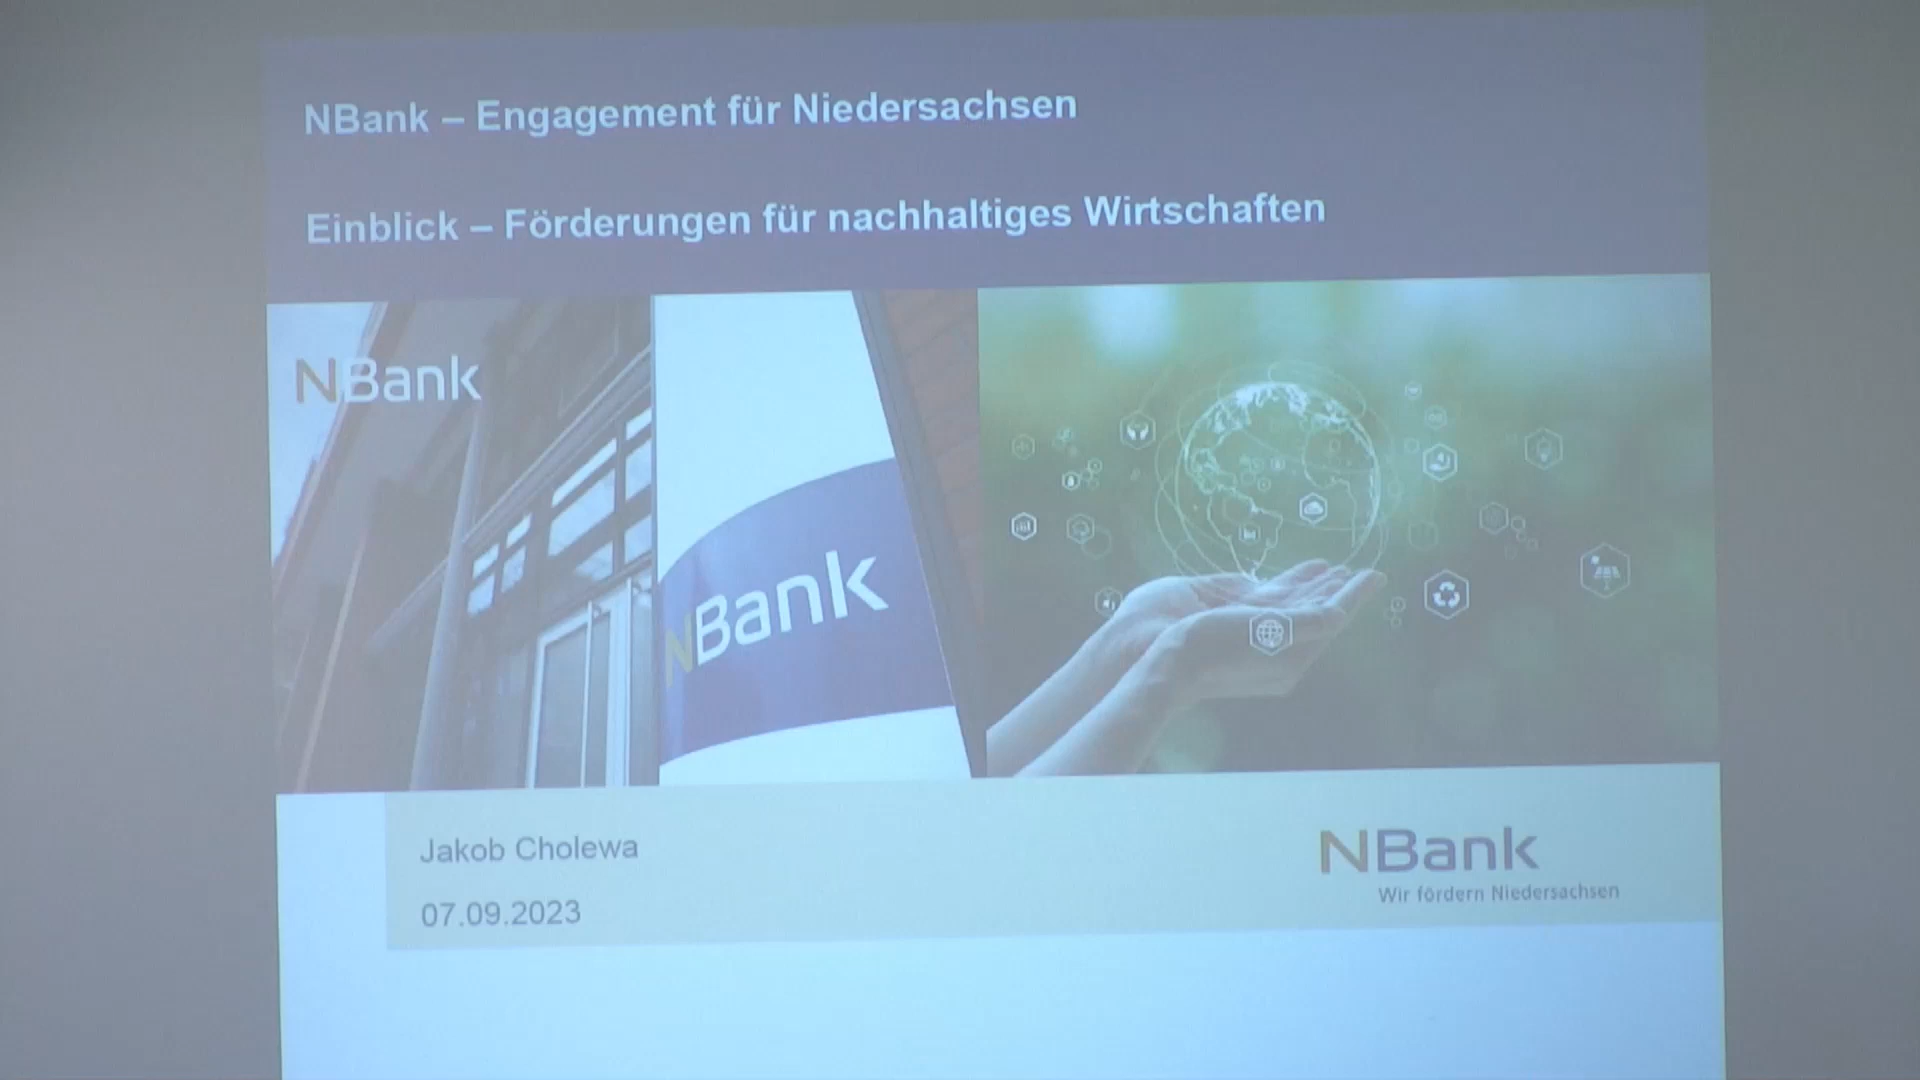 NBank – Engagement für Niedersachsen
Einblick – Förderungen für nachhaltiges Wirtschaften
NBank
NBank
Jakob Cholewa
07.09.2023
NBank
Wir fördern Niedersachsen